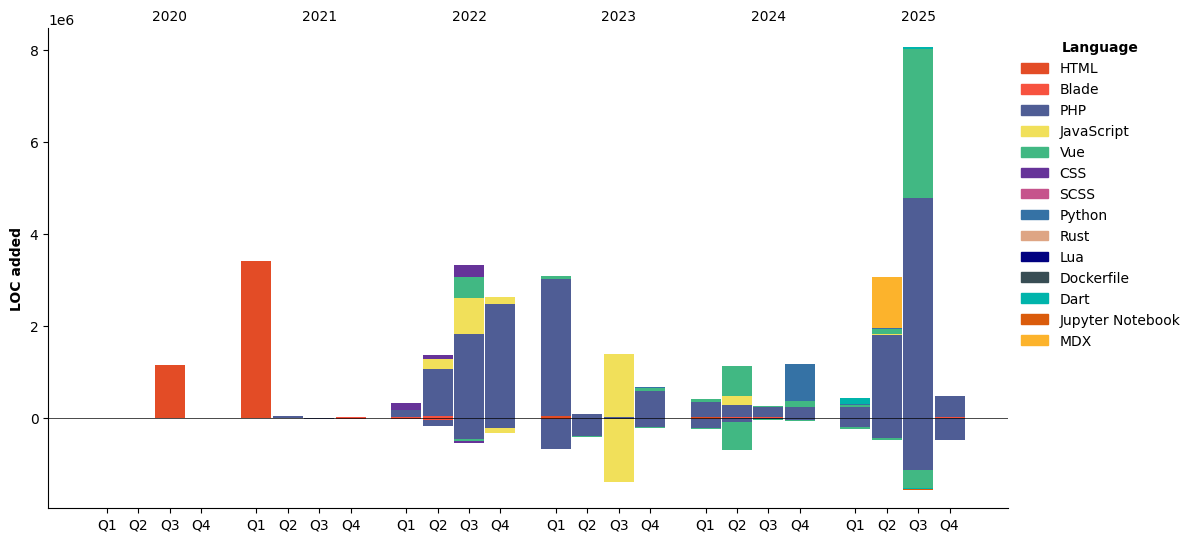 1e6
2020 2021 2022 2023 2024 2025
LOC added
8
6
4
2
0
Q1 Q2 Q3 Q4 Q1 Q2 Q3 Q4 Q1 Q2 Q3 Q4 Q1 Q2 Q3 Q4 Q1 Q2 Q3 Q4 Q1 Q2 Q3 Q4
Language
HTML
Blade
PHP
JavaScript
Vue
CSS
SCSS
Python
Rust
Lua
Dockerfile
Dart
Jupyter Notebook
MDX